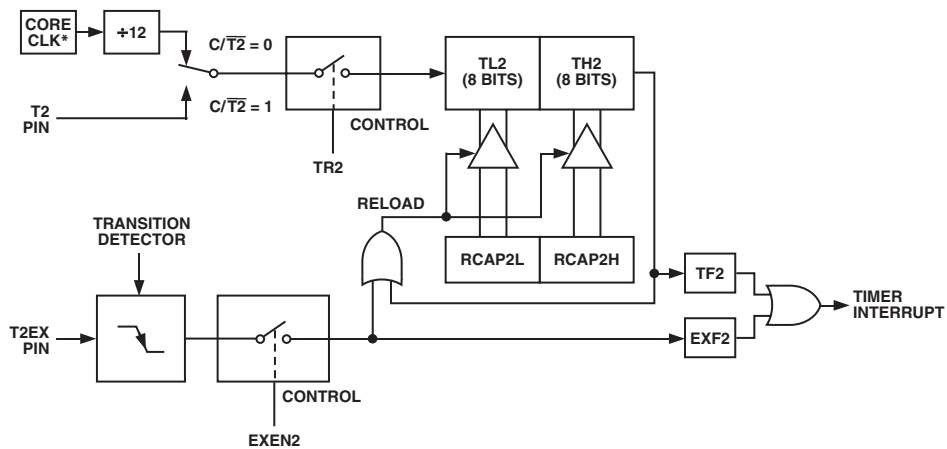 CORE
CLK*
÷12
C/T2̅ = 0
C/T2̅ = 1
T2
PIN
CONTROL
TR2
TL2
(8 BITS)
TH2
(8 BITS)
RELOAD
TRANSITION
DETECTOR
RCAP2L
RCAP2H
TF2
TIMER
INTERRUPT
T2EX
PIN
EXF2
CONTROL
EXEN2